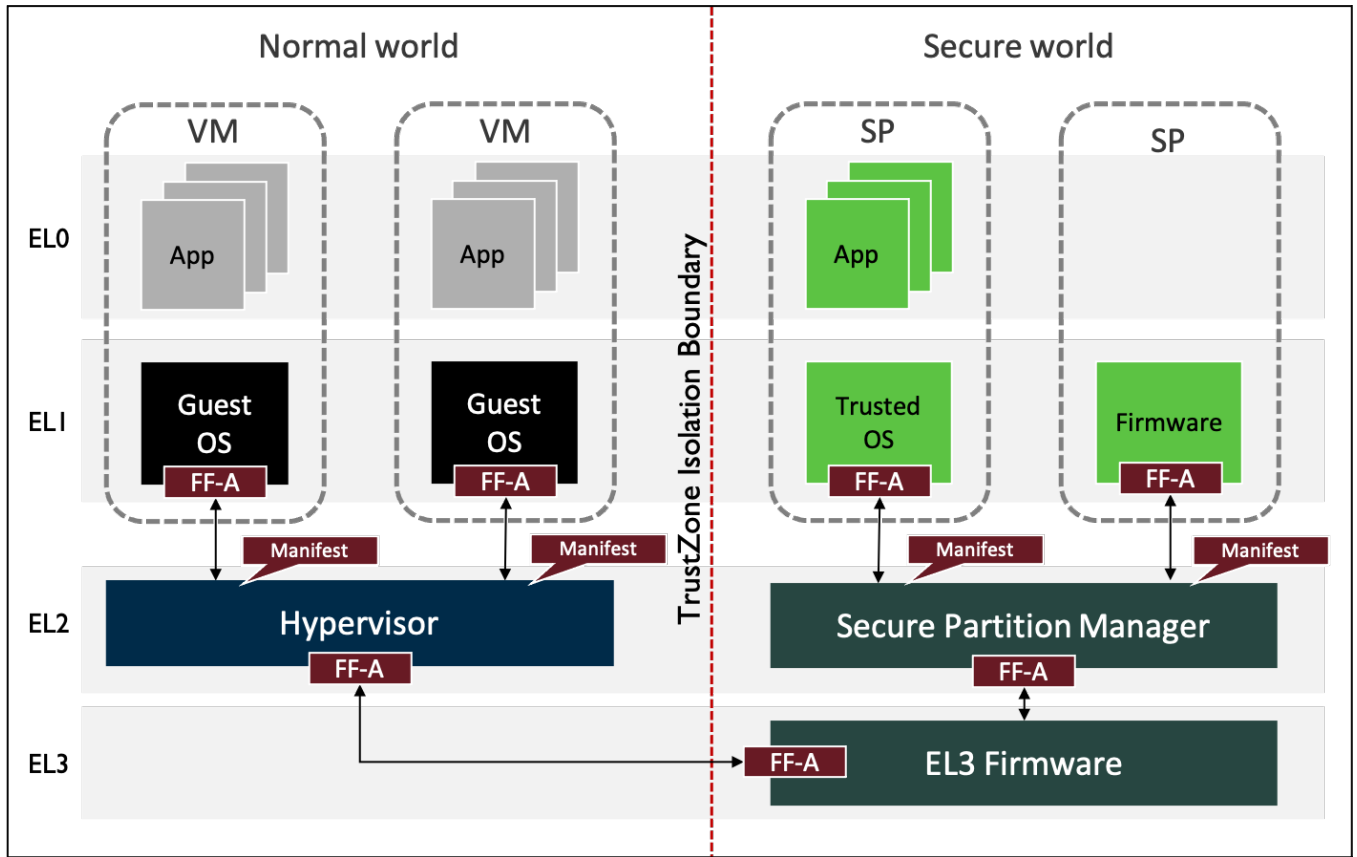 Normal world
Secure world
VM
VM
SP
SP
EL0
App
App
App
TrustZone Isolation Boundary
EL1
Guest
OS
Guest
OS
Trusted
OS
Firmware
FF-A
FF-A
FF-A
FF-A
Manifest
Manifest
Manifest
Manifest
EL2
Hypervisor
Secure Partition Manager
FF-A
FF-A
EL3
FF-A
EL3 Firmware